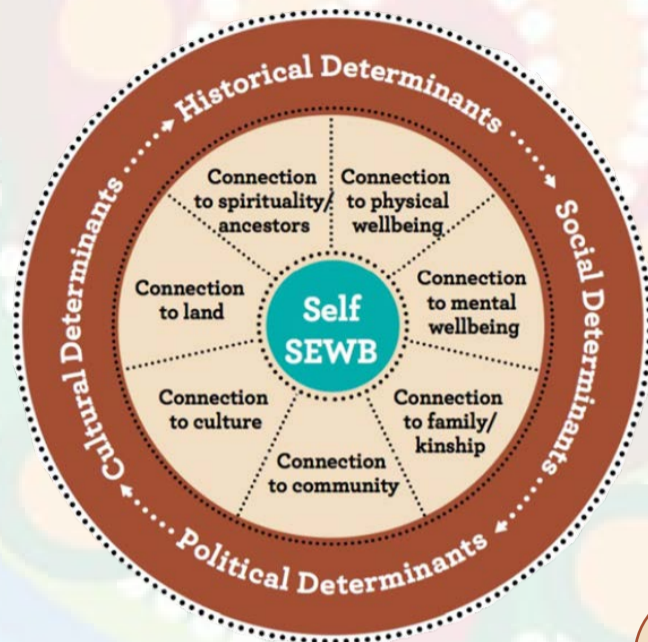 Historical Determinants
Social Determinants
Political Determinants
Cultural Determinants
Connection
to spirituality/
ancestors
Connection
to physical
wellbeing
Connection
to mental
wellbeing
Connection
to family/
kinship
Connection
to community
Connection
to culture
Connection
to land
Self
SEWB